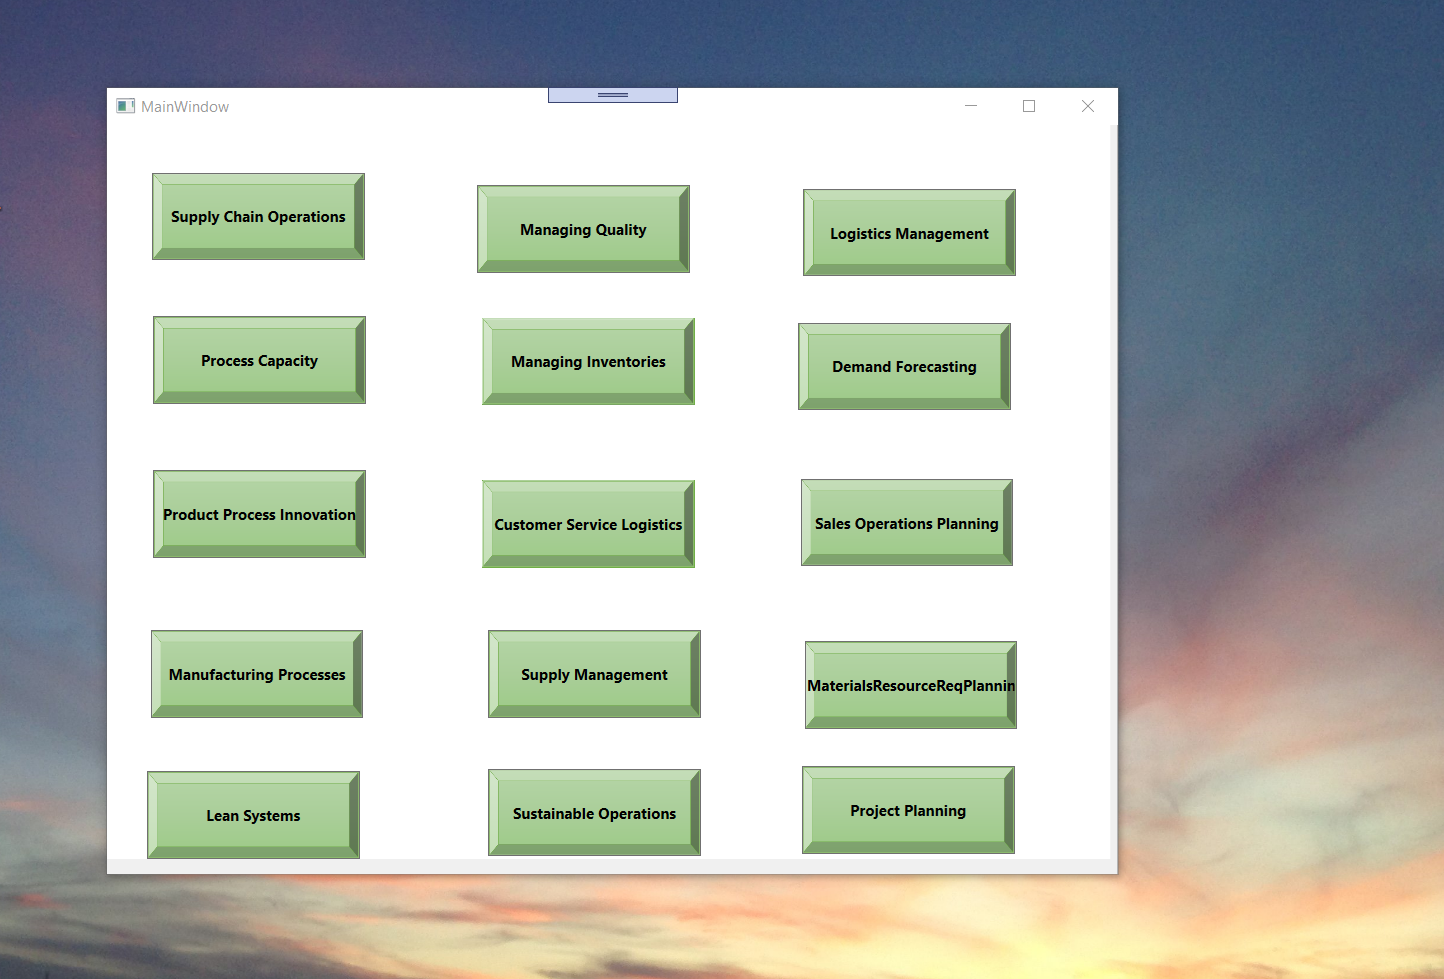 MainWindow
Supply Chain Operations
Managing Quality
Logistics Management
Process Capacity
Managing Inventories
Demand Forecasting
Product Process Innovation
Customer Service Logistics
Sales Operations Planning
Manufacturing Processes
Supply Management
MaterialsResourceReqPlannin
Lean Systems
Sustainable Operations
Project Planning